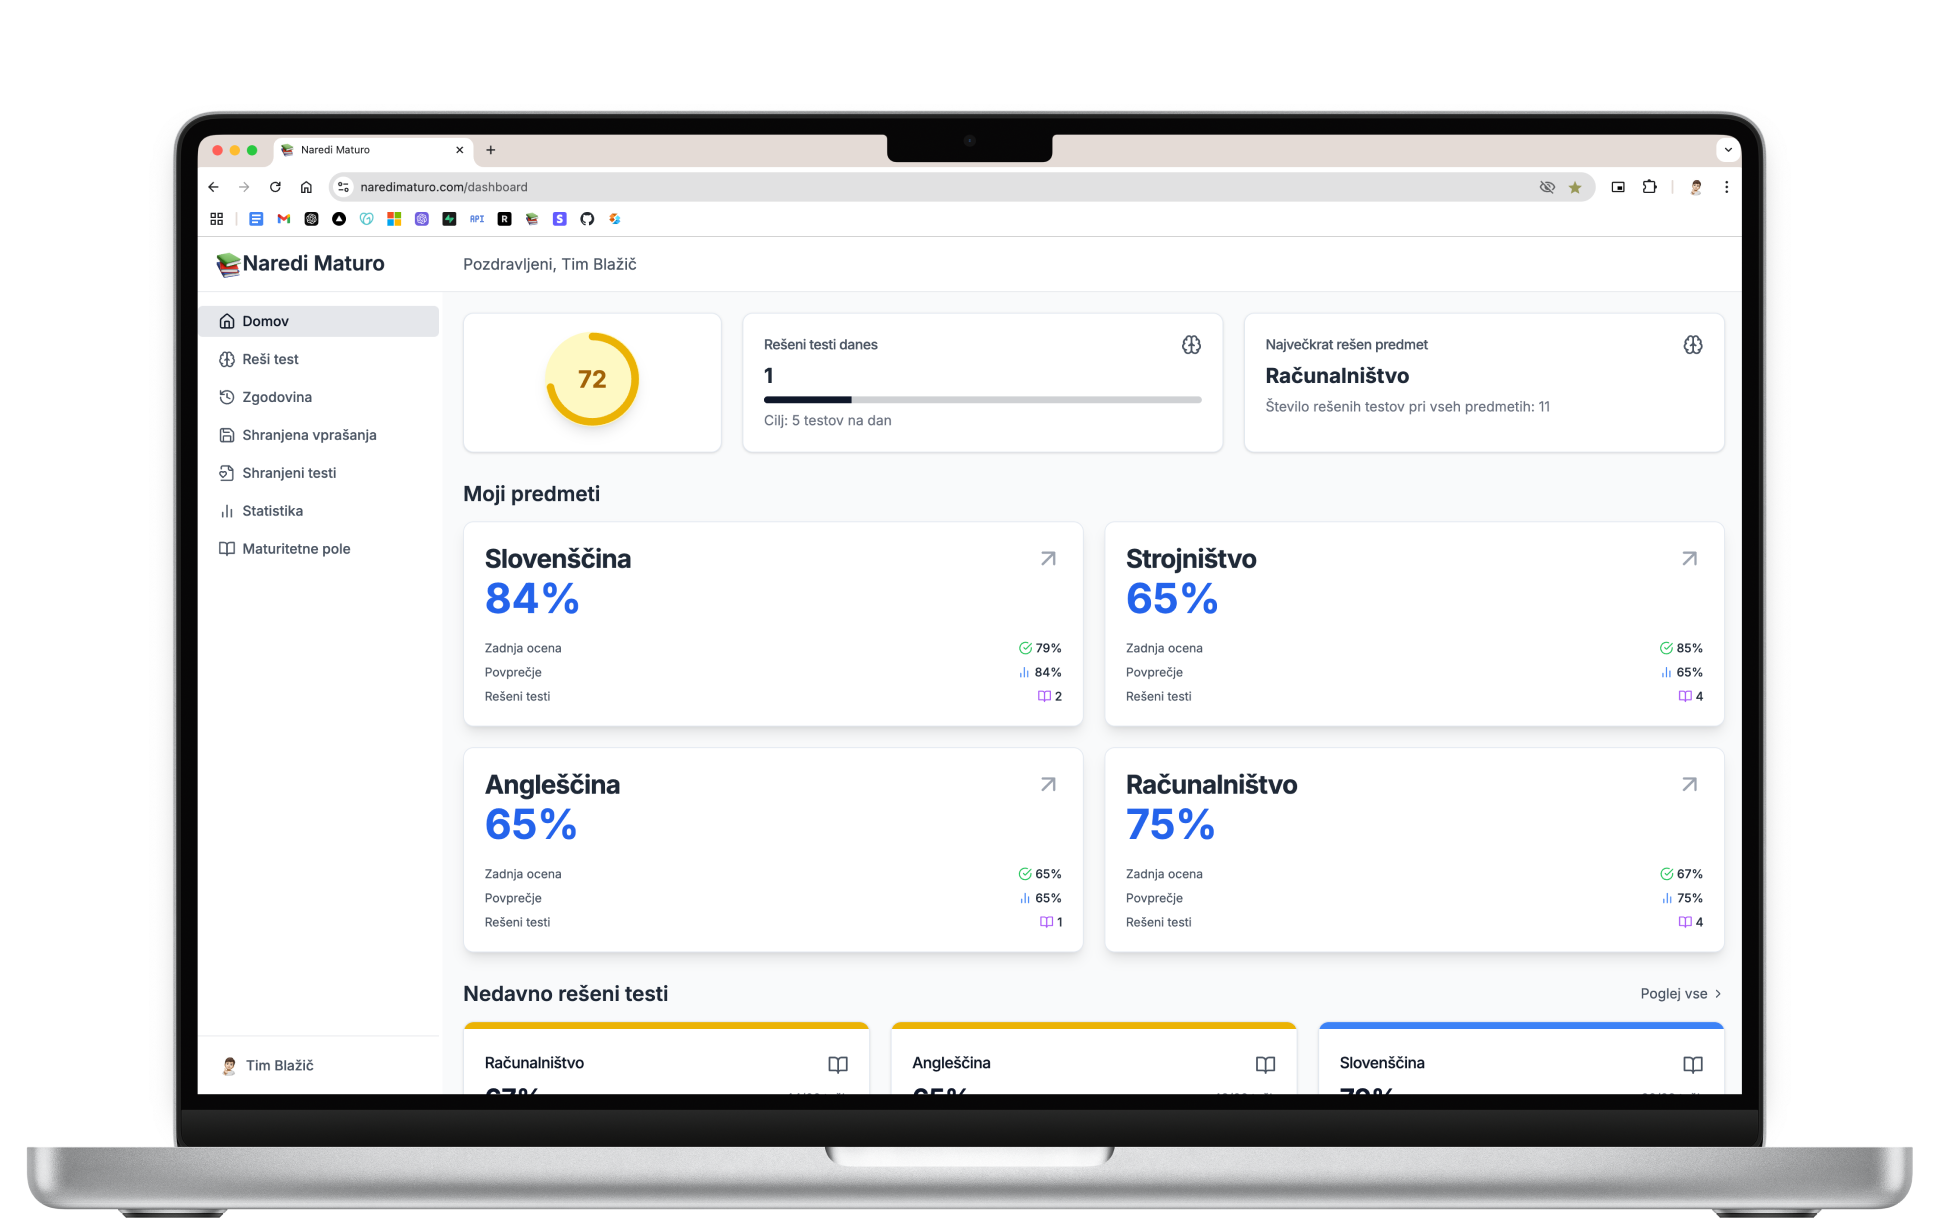 Naredi Maturo
naredimaturo.com/dashboard
API
R
S
Naredi Maturo
Pozdravljeni, Tim Blažič
Domov
Reši test
Zgodovina
Shranjena vprašanja
Shranjeni testi
Statistika
Maturitetne pole
Tim Blažič
72
Rešeni testi danes
1
Cilj: 5 testov na dan
Največkrat rešen predmet
Računalništvo
Število rešenih testov pri vseh predmetih: 11
Moji predmeti
Slovenščina
84%
Zadnja ocena 79%
Povprečje 84%
Rešeni testi 2
Strojništvo
65%
Zadnja ocena 85%
Povprečje 65%
Rešeni testi 4
Angleščina
65%
Zadnja ocena 65%
Povprečje 65%
Rešeni testi 1
Računalništvo
75%
Zadnja ocena 67%
Povprečje 75%
Rešeni testi 4
Nedavno rešeni testi
Poglej vse
Računalništvo
67%
Angleščina
65%
Slovenščina
79%